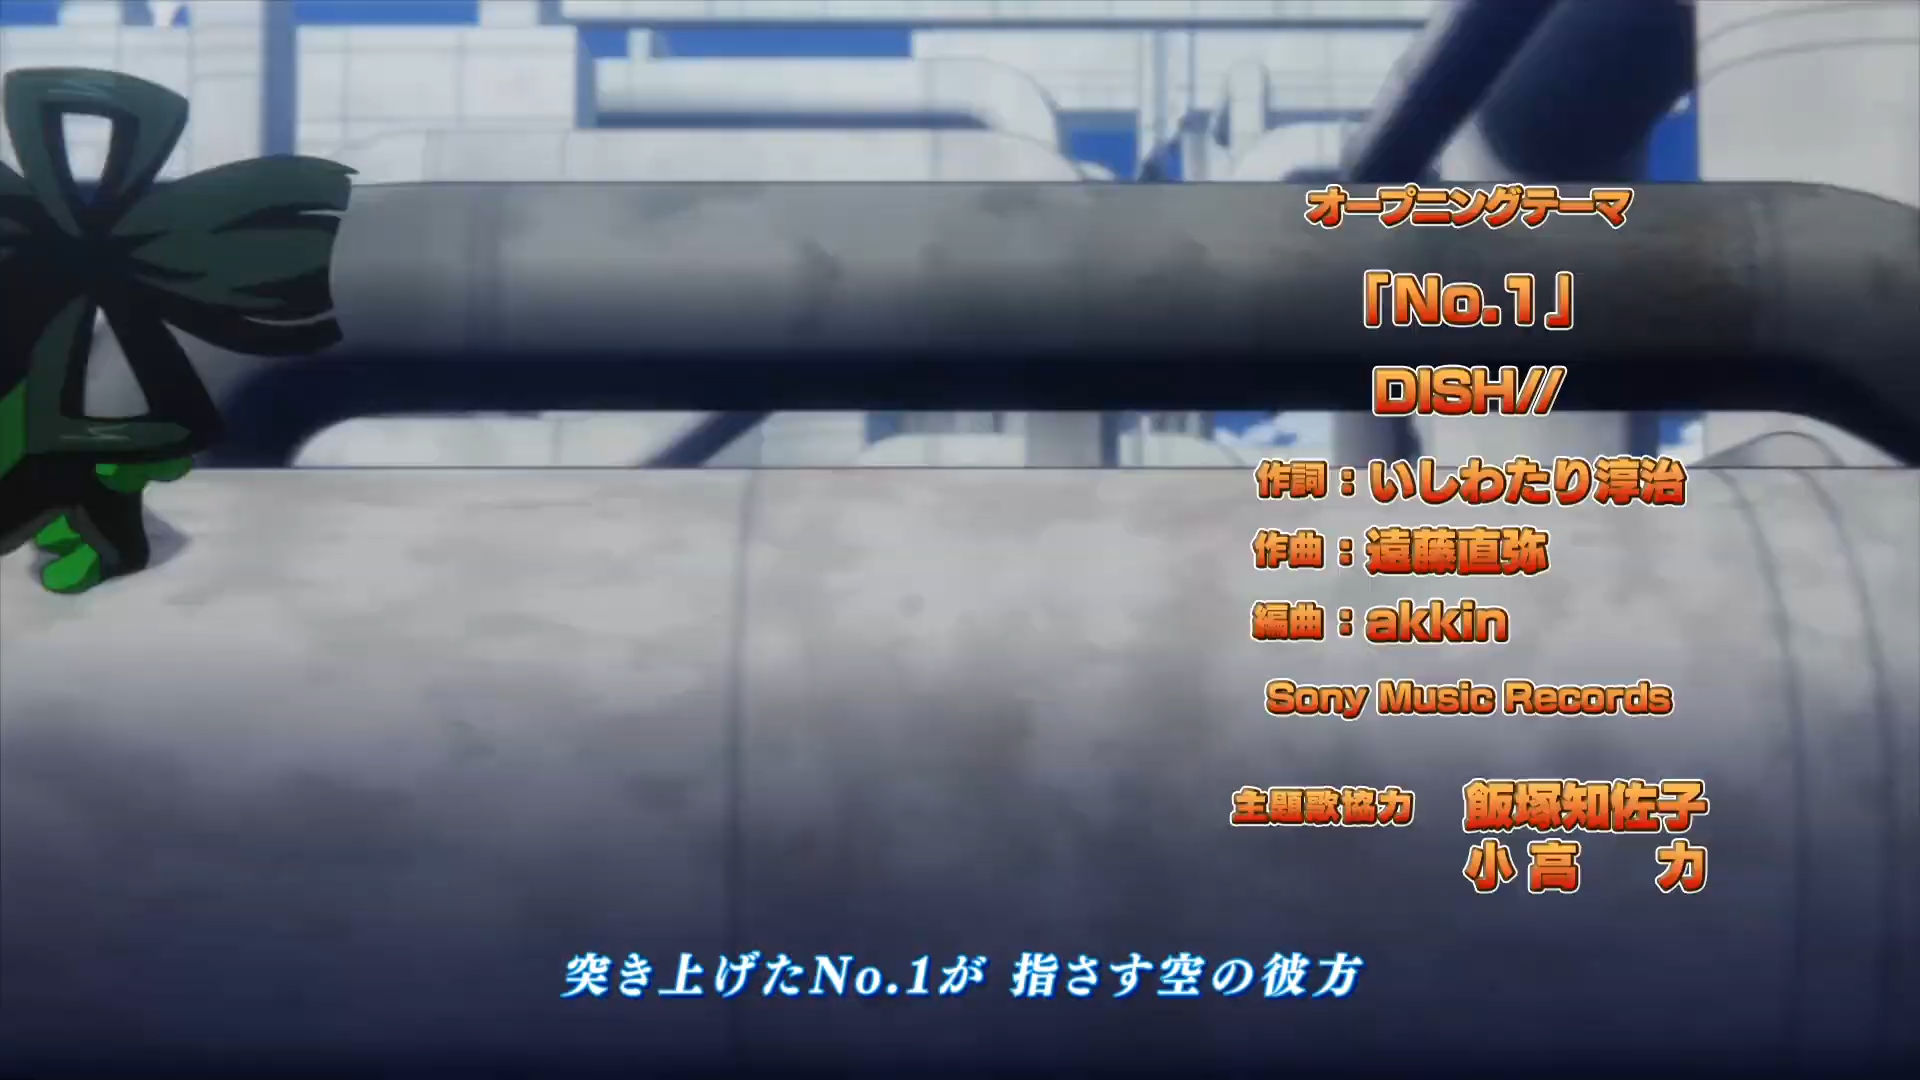 オープニングテーマ
「No.1」
DISH//
作詞：いしわたり淳治
作曲：遠藤直弥
編曲：akkin
Sony Music Records
主題歌協力 飯塚知佐子
小高 力
突き上げたNo.1が 指さす空の彼方